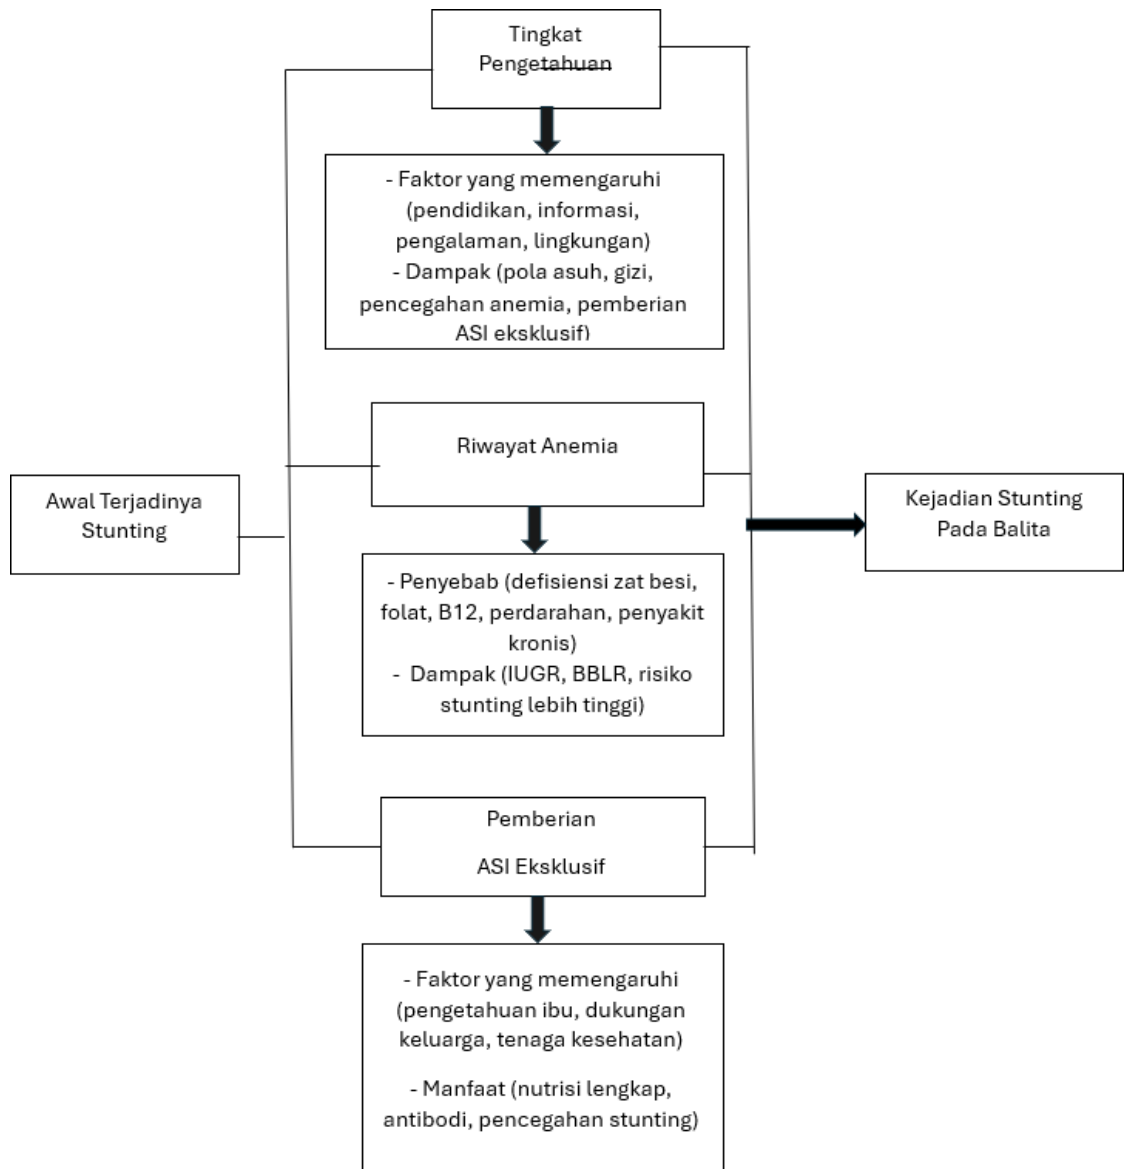 Tingkat
Pengetahuan
- Faktor yang memengaruhi
(pendidikan, informasi,
pengalaman, lingkungan)
- Dampak (pola asuh, gizi,
pencegahan anemia, pemberian
ASI eksklusif)
Riwayat Anemia
Awal Terjadinya
Stunting
Kejadian Stunting
Pada Balita
- Penyebab (defisiensi zat besi,
folat, B12, perdarahan, penyakit
kronis)
- Dampak (IUGR, BBLR, risiko
stunting lebih tinggi)
Pemberian
ASI Eksklusif
- Faktor yang memengaruhi
(pengetahuan ibu, dukungan
keluarga, tenaga kesehatan)
- Manfaat (nutrisi lengkap,
antibodi, pencegahan stunting)